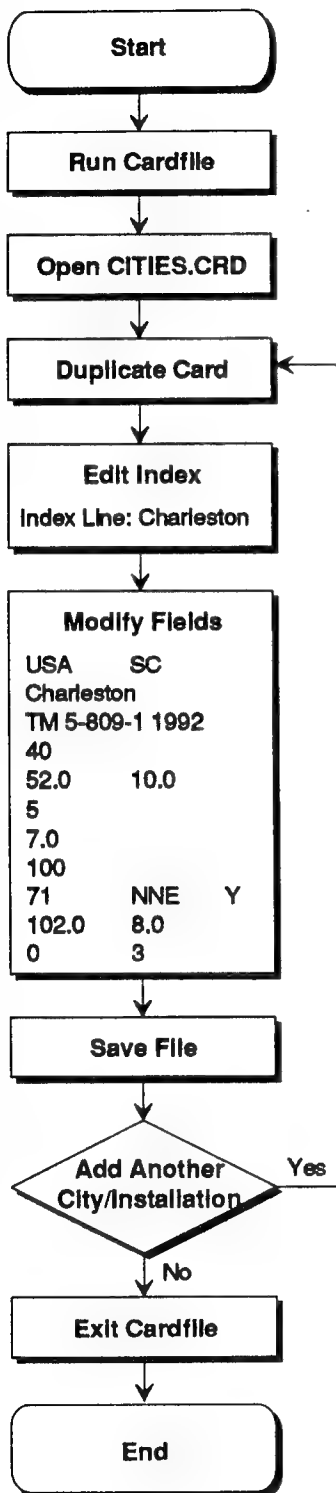 Start
Run Cardfile
Open CITIES.CRD
Duplicate Card
Edit Index
Index Line: Charleston
Modify Fields
USA SC
Charleston
TM 5-809-1 1992
40
52.0 10.0
5
7.0
100
71 NNE Y
102.0 8.0
0 3
Save File
Add Another
City/Installation
Yes
No
Exit Cardfile
End